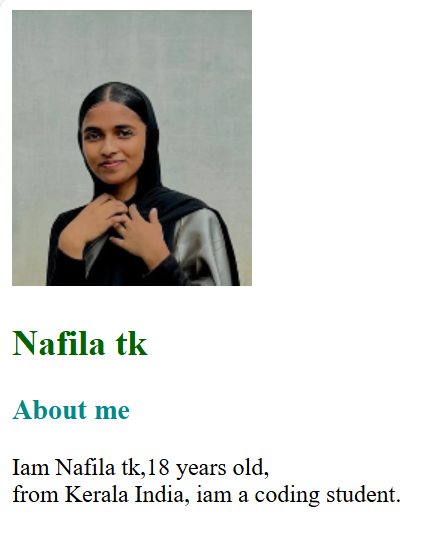 Nafila tk
About me
Iam Nafila tk,18 years old,
from Kerala India, iam a coding student.